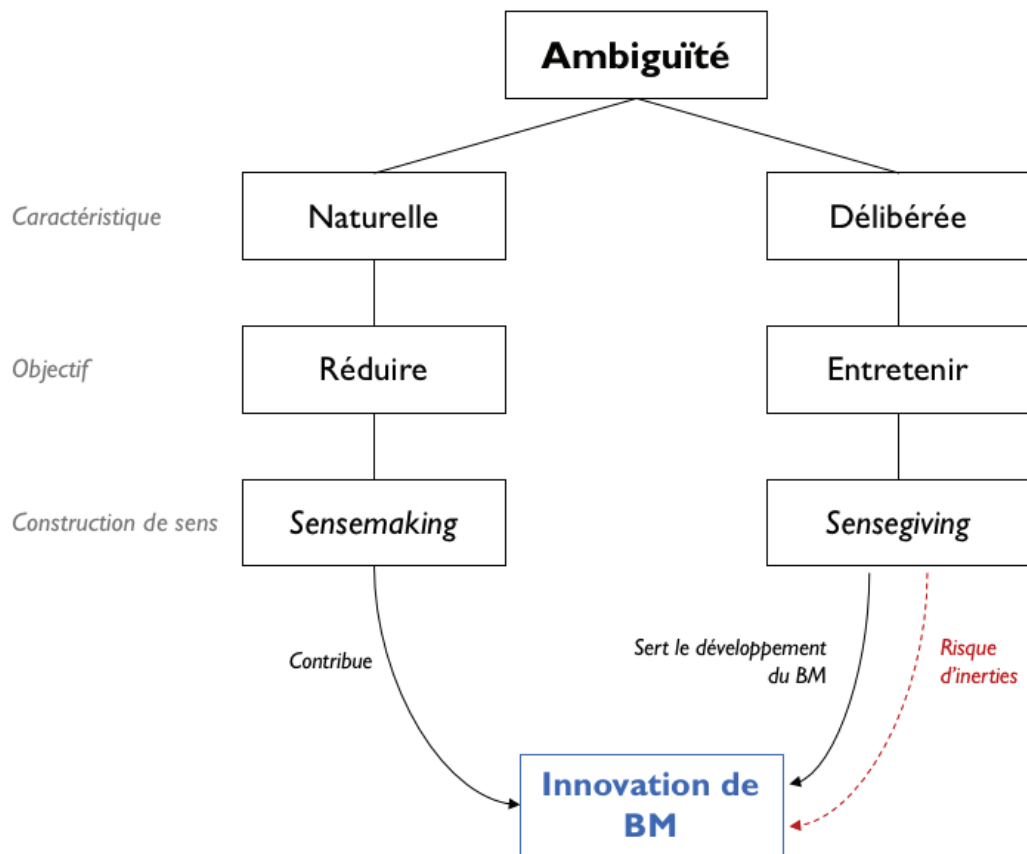 Ambiguïté
Caractéristique
Naturelle
Délibérée
Objectif
Réduire
Entretenir
Construction de sens
Sensemaking
Sensegiving
Contribue
Sert le développement
du BM
Risque
d'inerties
Innovation de
BM